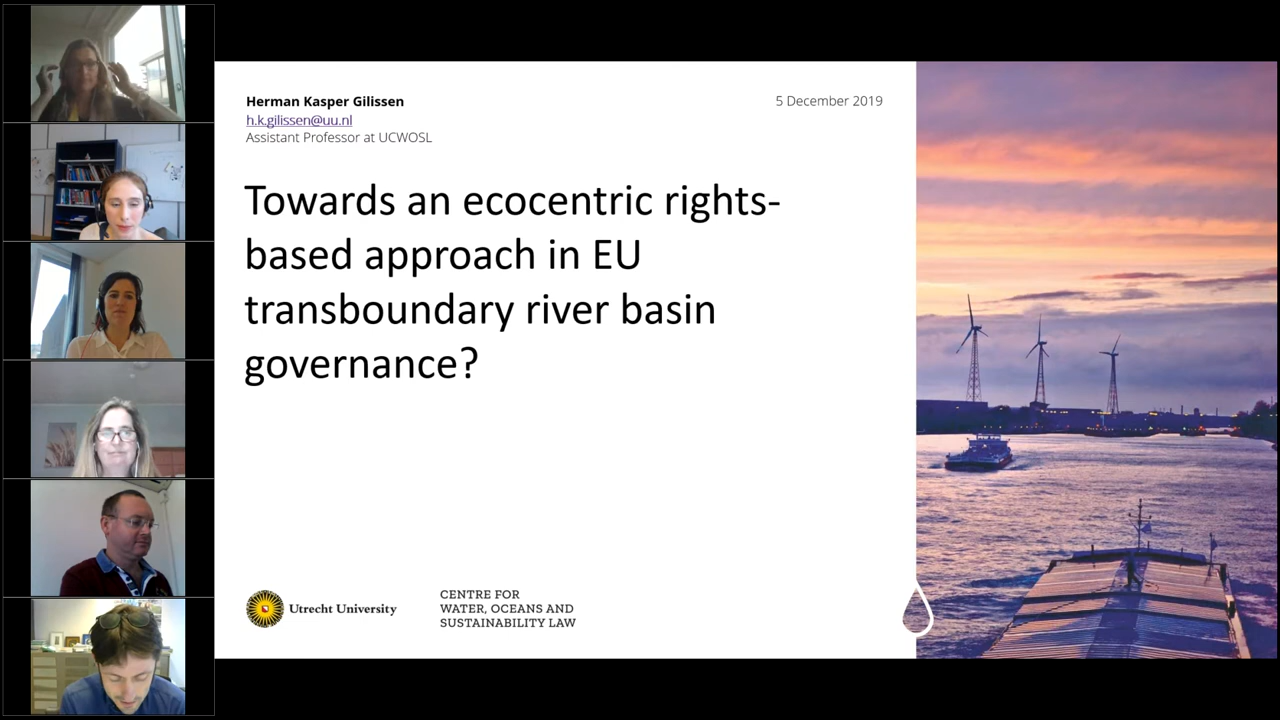 Herman Kasper Gilissen
h.k.gilissen@uu.nl
Assistant Professor at UCWOSL
5 December 2019
Towards an ecocentric rights-
based approach in EU
transboundary river basin
governance?
Utrecht University
CENTRE FOR
WATER, OCEANS AND
SUSTAINABILITY LAW